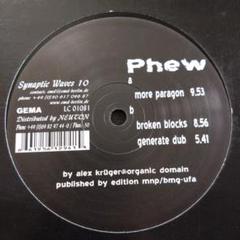 Synaptic Waves 10
GEMA
LC 01081
Distributed by NEUTON
Phew
a
more paragon 9.53
b
broken blocks 8.56
generate dub 5.41
by alex krüger@organic domain
published by edition mnp/bmg-ufa